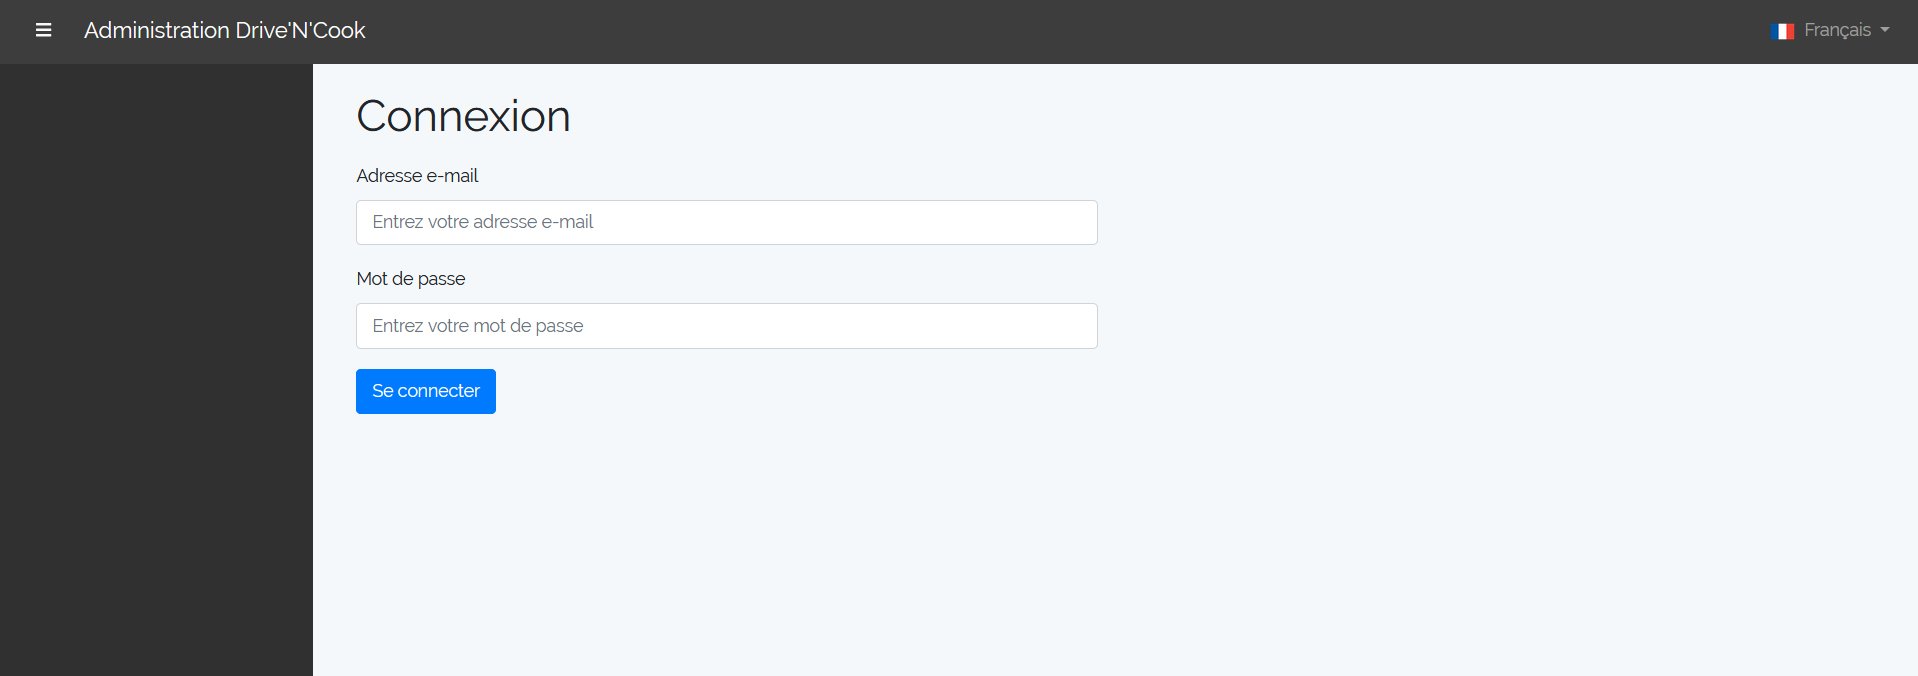 Administration Drive'N'Cook
Français
Connexion
Adresse e-mail
Entrez votre adresse e-mail
Mot de passe
Entrez votre mot de passe
Se connecter